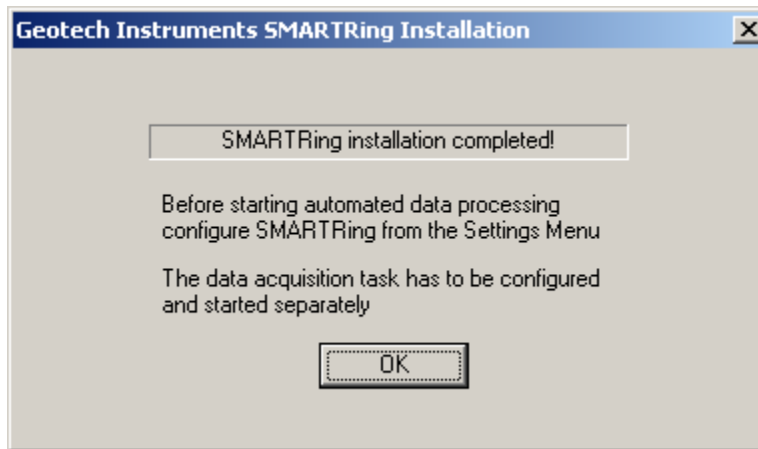 Geotech Instruments SMARTRing Installation
SMARTRing installation completed!
Before starting automated data processing
configure SMARTRing from the Settings Menu
The data acquisition task has to be configured
and started separately
OK